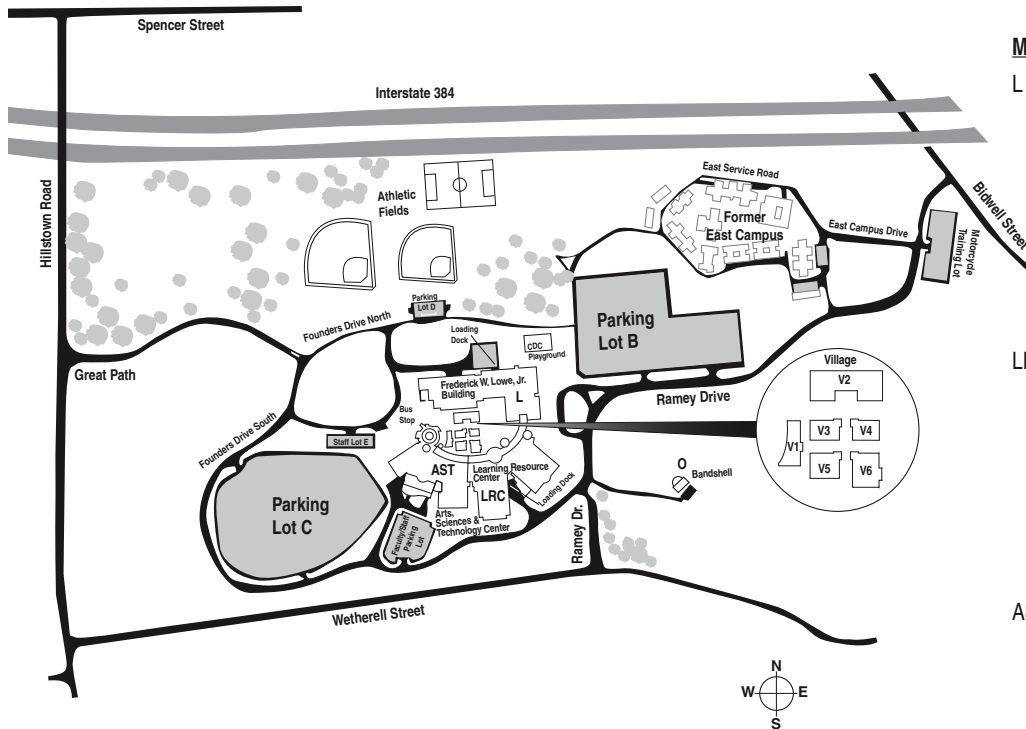 Spencer Street
M
L
Interstate 384
Hillstown Road
Athletic
Fields
East Service Road
Former
East Campus
East Campus Drive
Bidwell Street
Motorcycle
Training Lot
Parking
Lot D
Founders Drive North
Loading
Dock
CDC
Playground
Parking
Lot B
Great Path
Frederick W. Lowe, Jr.
Building
L
Bus
Stop
Ramey Drive
Village
V2
V1
V3
V4
V5
V6
Founders Drive South
Staff Lot E
AST
Learning Resource
Center
LRC
Loading Dock
O
Bandshell
Parking
Lot C
Arts,
Sciences &
Technology Center
Faculty/Staff
Parking
Lot
Ramey Dr.
Wetherell Street
N
W
E
S